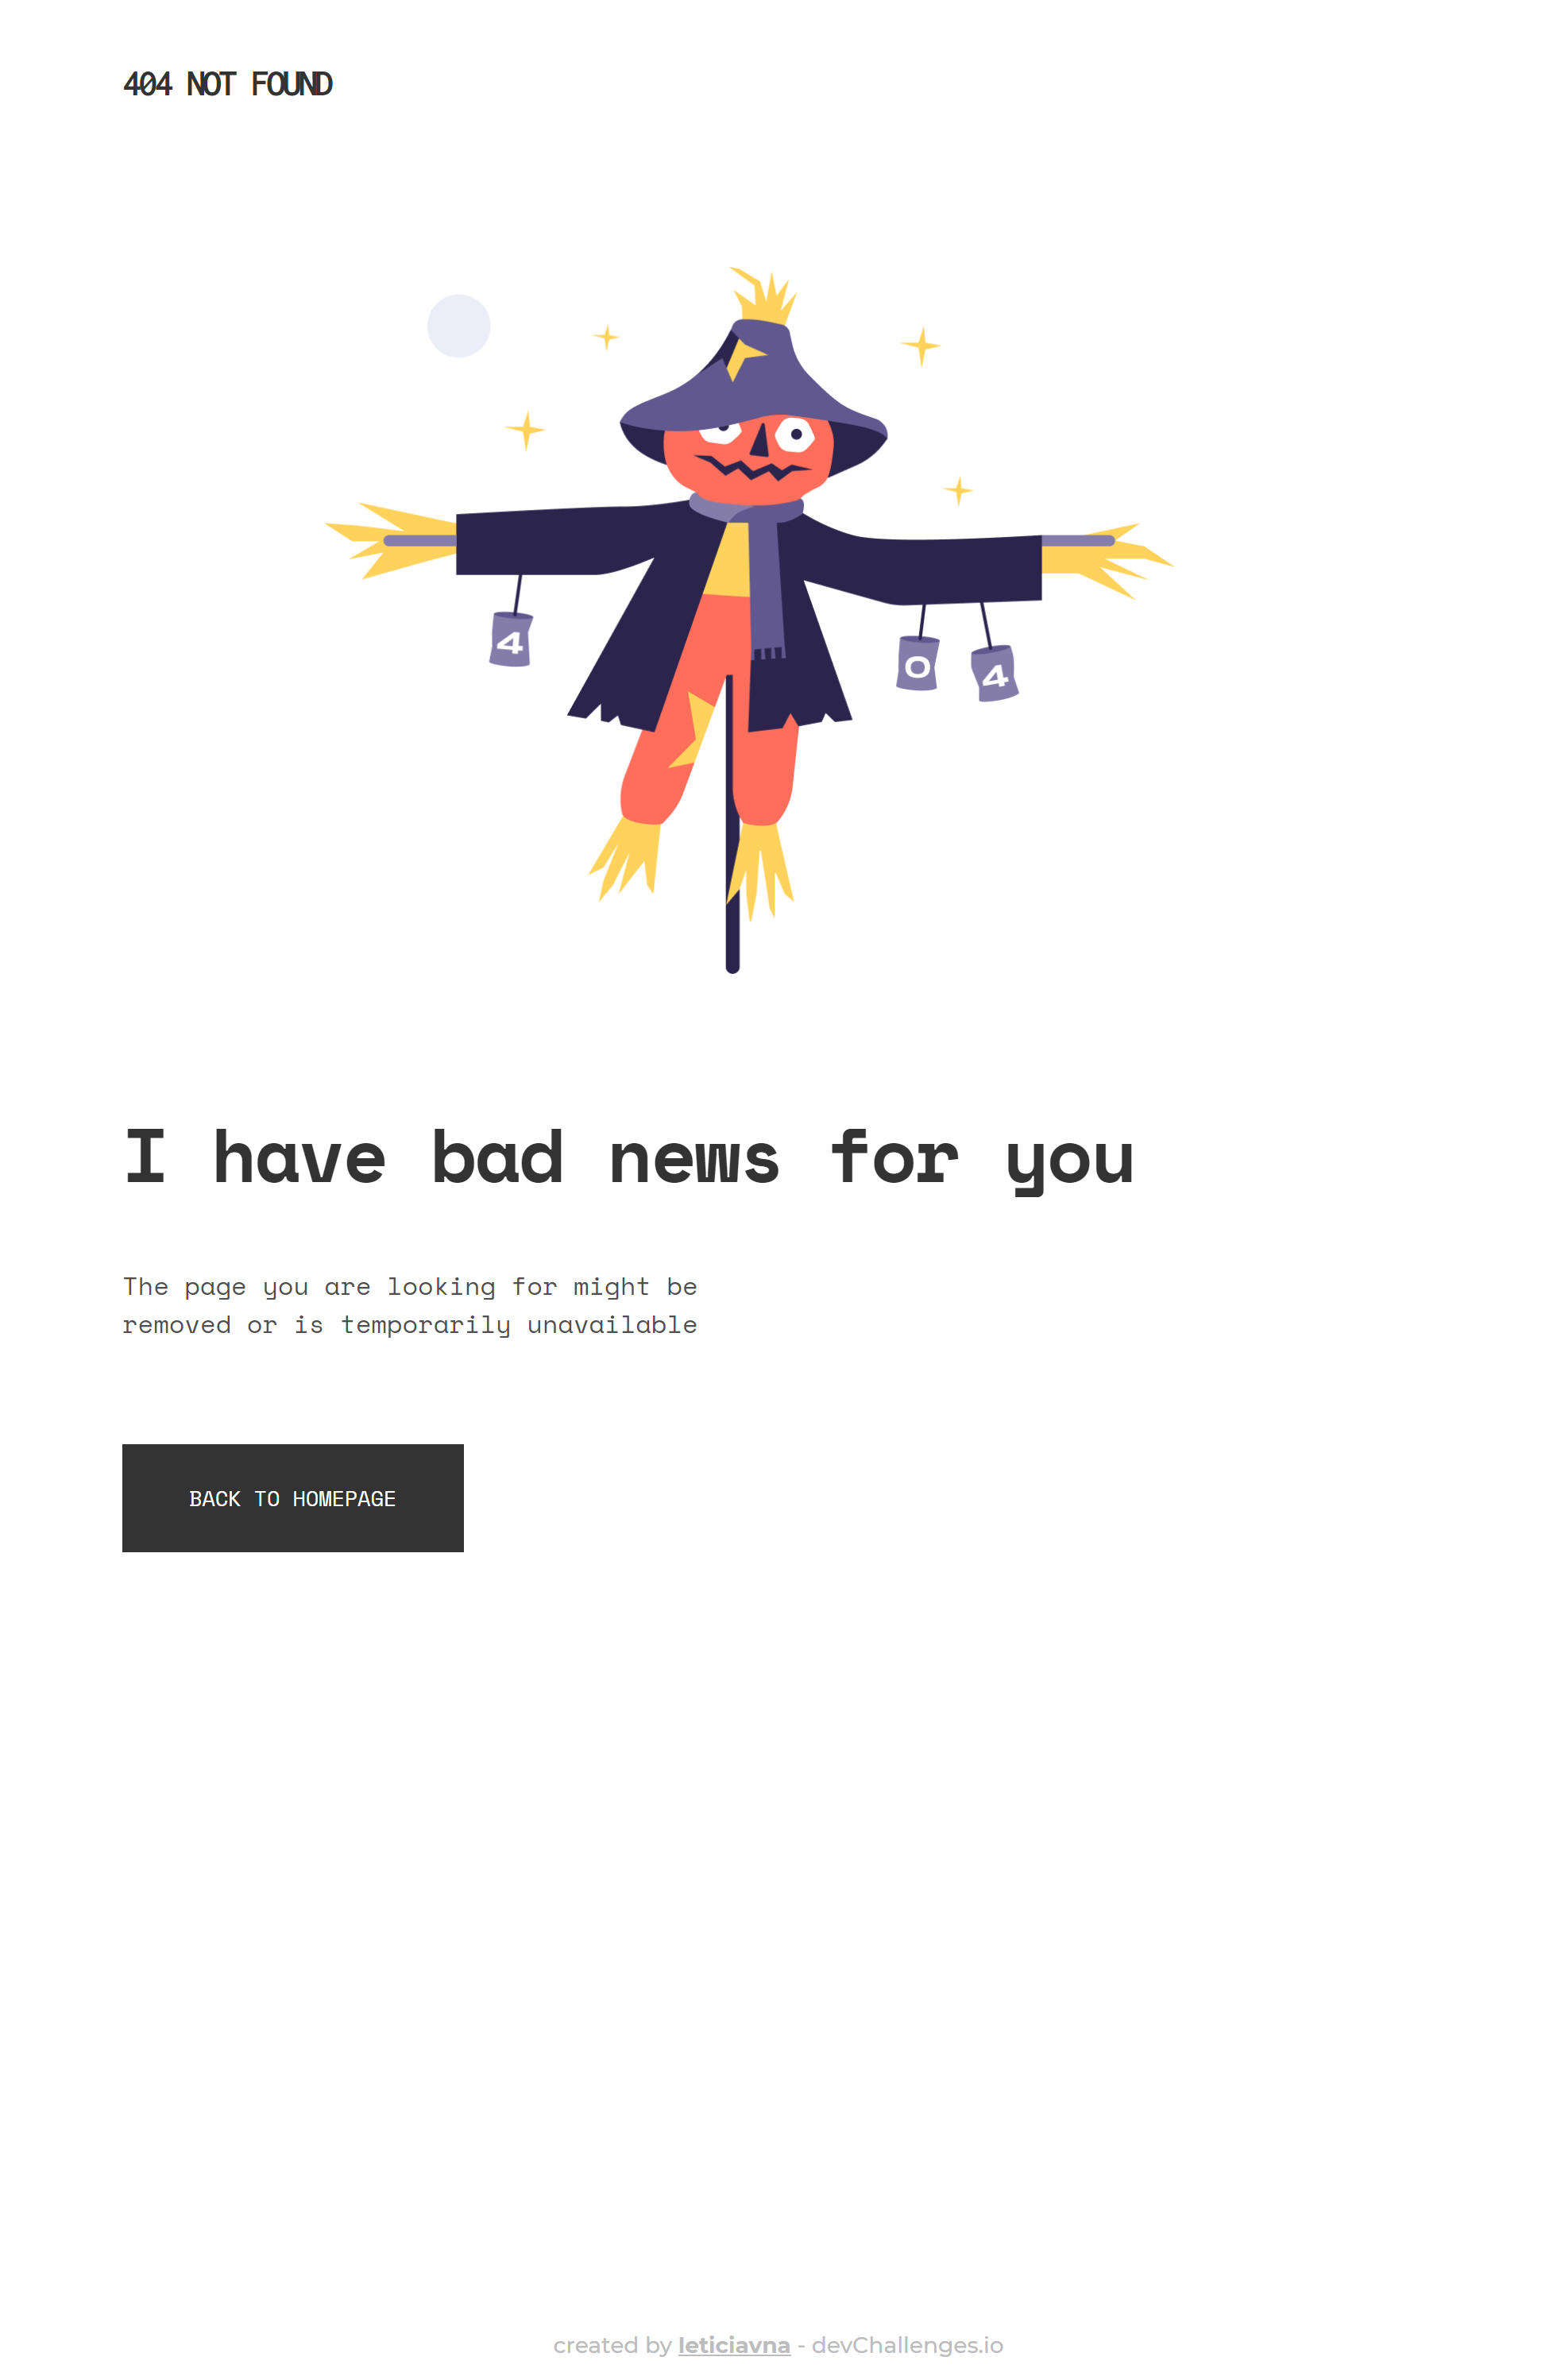 404 NOT FOUND
4
0
4
I have bad news for you
The page you are looking for might be
removed or is temporarily unavailable
BACK TO HOMEPAGE
created by leticiavna - devChallenges.io